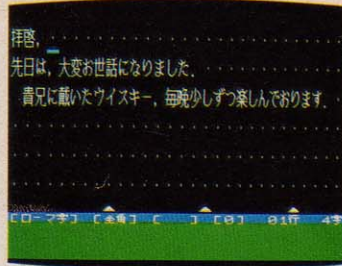 拝啓，
先日は，大変お世話になりました．
貴兄に戴いたウイスキー，毎晩少しずつ楽しんでおります．
[ローマ字] [全角] [ ] [0] 01行 4字